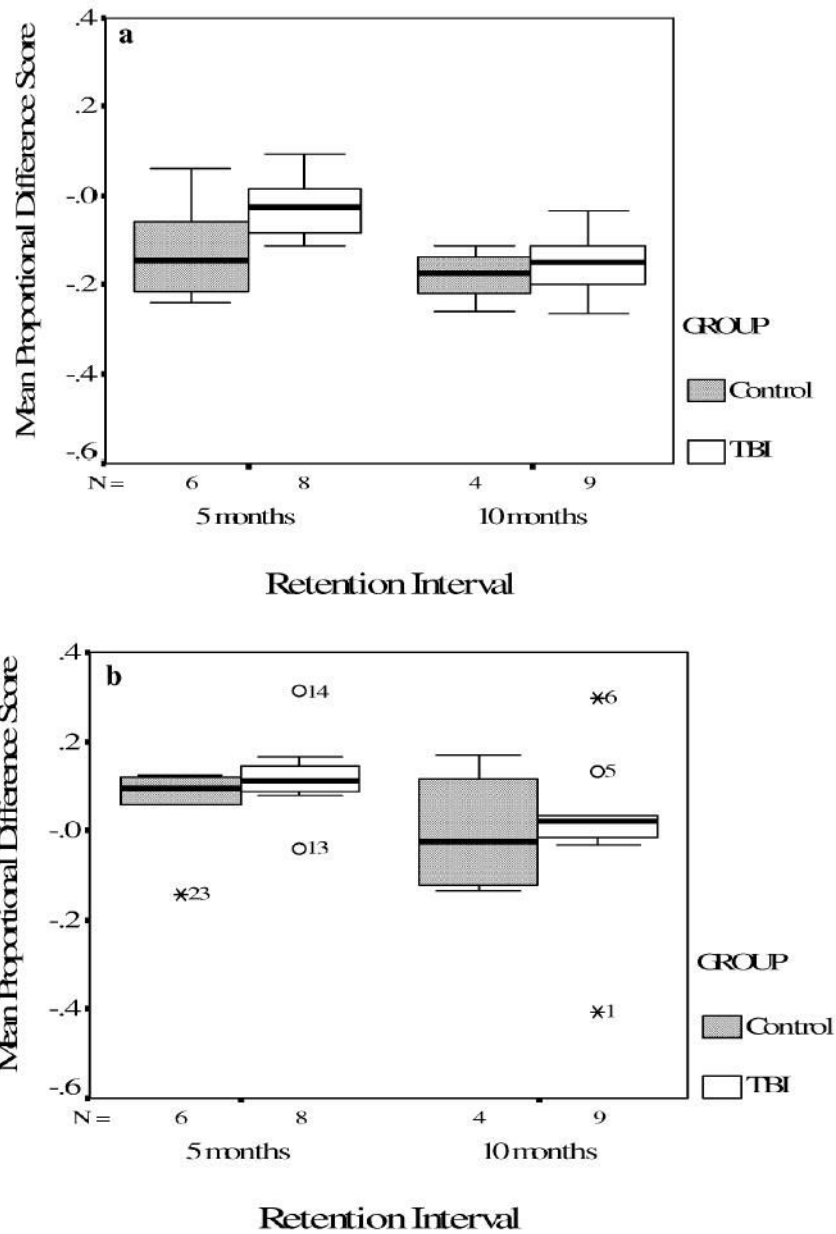 a
Mean Proportional Difference Score
.4
.2
-.0
-.2
-.4
-.6
N = 6 8 4 9
5 months 10 months
Retention Interval
GROUP
Control
TBI
b
Mean Proportional Difference Score
.4
.2
-.0
-.2
-.4
-.6
14
13
23
6
5
1
N = 6 8 4 9
5 months 10 months
Retention Interval
GROUP
Control
TBI